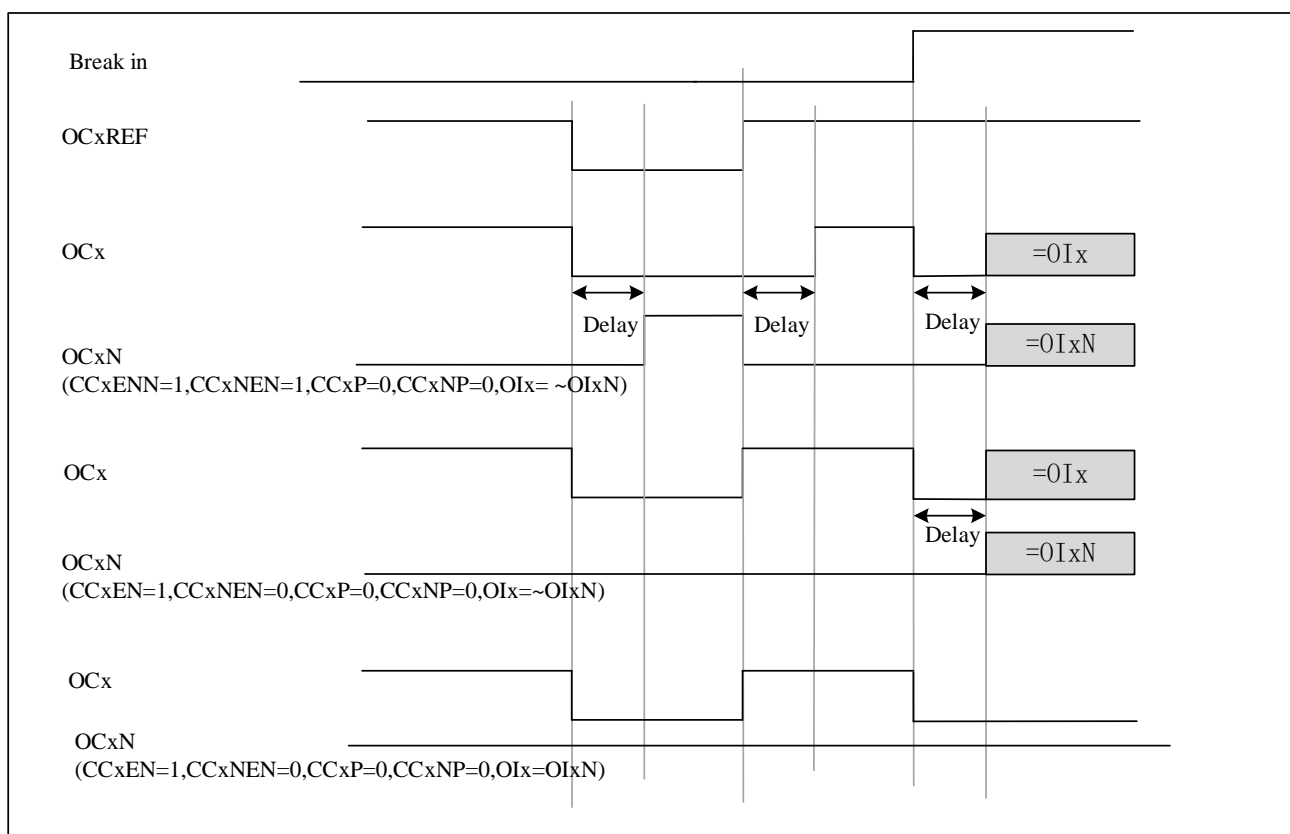 Break in
OCxREF
OCx
=OIx
Delay
Delay
Delay
OCxN
=OIxN
(CCxENN=1,CCxNEN=1,CCxP=0,CCxNP=0,OIx= ~OIxN)
OCx
=OIx
Delay
OCxN
=OIxN
(CCxEN=1,CCxNEN=0,CCxP=0,CCxNP=0,OIx=~OIxN)
OCx
OCxN
(CCxEN=1,CCxNEN=0,CCxP=0,CCxNP=0,OIx=OIxN)